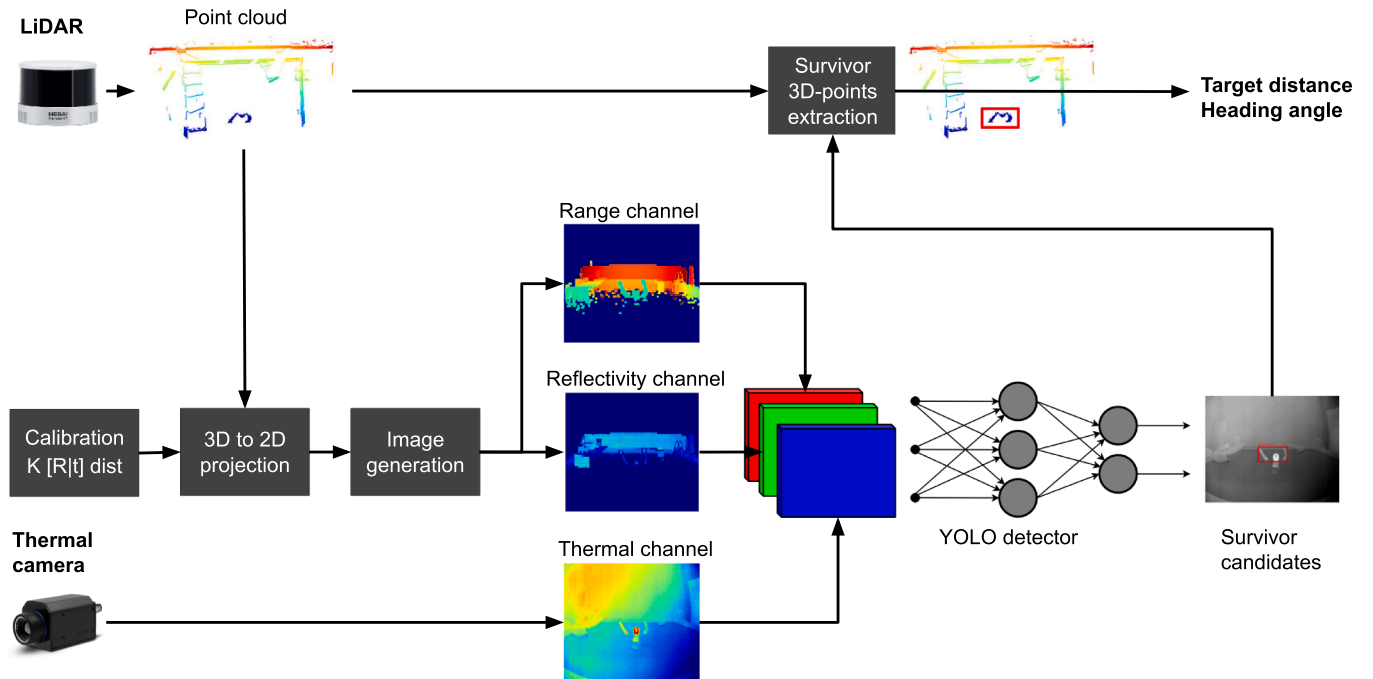 LiDAR
Point cloud
HESAI
Survivor
3D-points
extraction
Target distance
Heading angle
Range channel
Reflectivity channel
Calibration
K [R|t] dist
3D to 2D
projection
Image
generation
Thermal
camera
Thermal channel
YOLO detector
Survivor
candidates